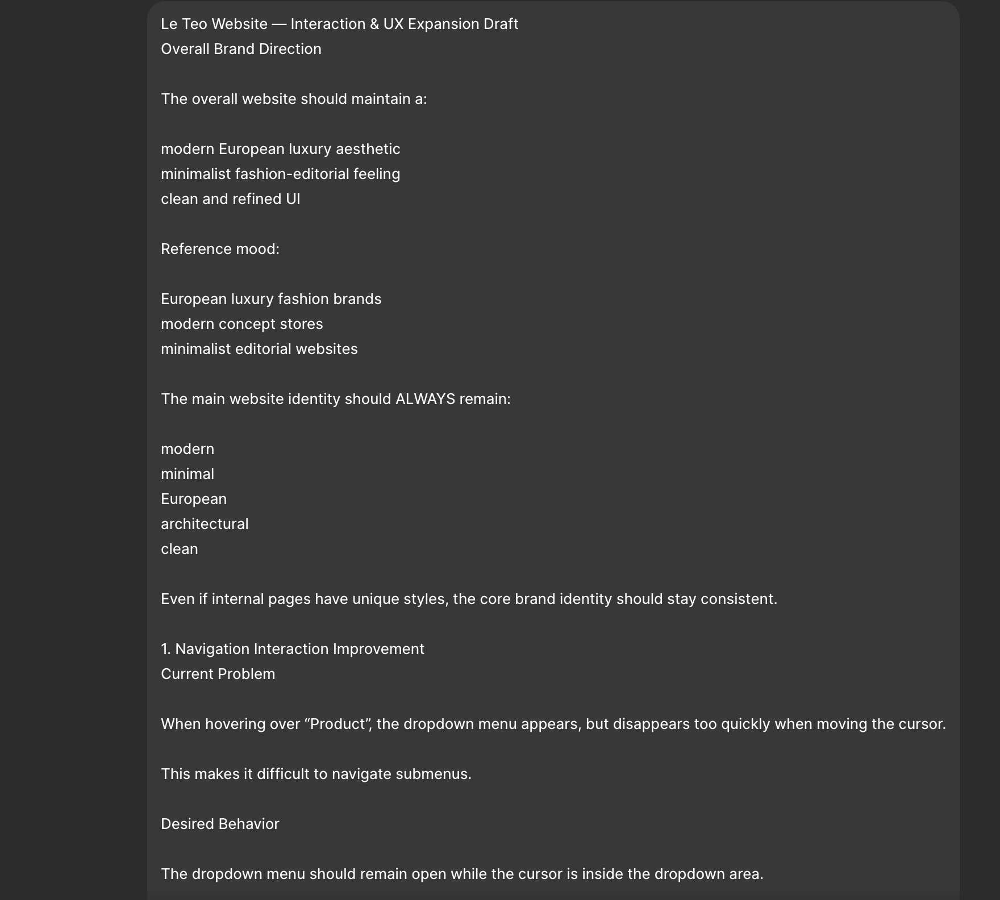 Le Teo Website — Interaction & UX Expansion Draft
Overall Brand Direction
The overall website should maintain a:
modern European luxury aesthetic
minimalist fashion-editorial feeling
clean and refined UI
Reference mood:
European luxury fashion brands
modern concept stores
minimalist editorial websites
The main website identity should ALWAYS remain:
modern
minimal
European
architectural
clean
Even if internal pages have unique styles, the core brand identity should stay consistent.
1. Navigation Interaction Improvement
Current Problem
When hovering over “Product”, the dropdown menu appears, but disappears too quickly when moving the cursor.
This makes it difficult to navigate submenus.
Desired Behavior
The dropdown menu should remain open while the cursor is inside the dropdown area.